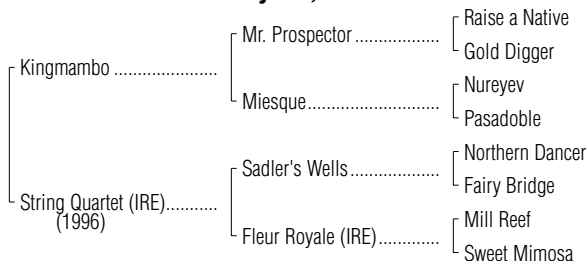 Raise a Native
Mr. Prospector ..................
Gold Digger
Kingmambo ......................
Nureyev
Miesque............................
Pasadoble
Northern Dancer
Sadler's Wells...................
Fairy Bridge
String Quartet (IRE)...........
(1996)
Mill Reef
Fleur Royale (IRE).............
Sweet Mimosa